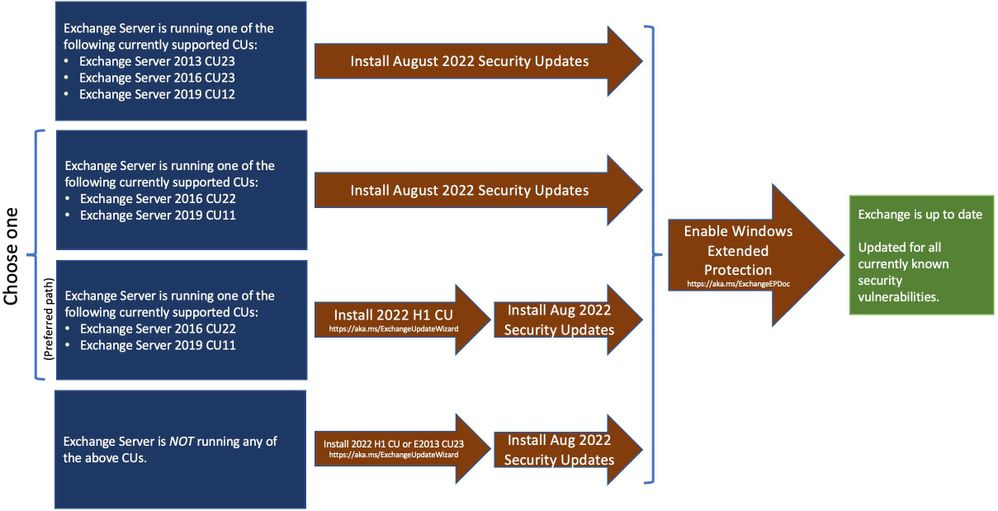 Exchange Server is running one of the
following currently supported CUs:
• Exchange Server 2013 CU23
• Exchange Server 2016 CU23
• Exchange Server 2019 CU12
Install August 2022 Security Updates
Choose one
Exchange Server is running one of the
following currently supported CUs:
• Exchange Server 2016 CU22
• Exchange Server 2019 CU11
Install August 2022 Security Updates
(Preferred path)
Exchange Server is running one of the
following currently supported CUs:
• Exchange Server 2016 CU22
• Exchange Server 2019 CU11
Install 2022 H1 CU
https://aka.ms/ExchangeUpdateWizard
Install Aug 2022
Security Updates
Exchange Server is NOT running any of
the above CUs.
Install 2022 H1 CU or E2013 CU23
https://aka.ms/ExchangeUpdateWizard
Install Aug 2022
Security Updates
Enable Windows
Extended
Protection
https://aka.ms/ExchangeEPDoc
Exchange is up to date
Updated for all
currently known
security
vulnerabilities.